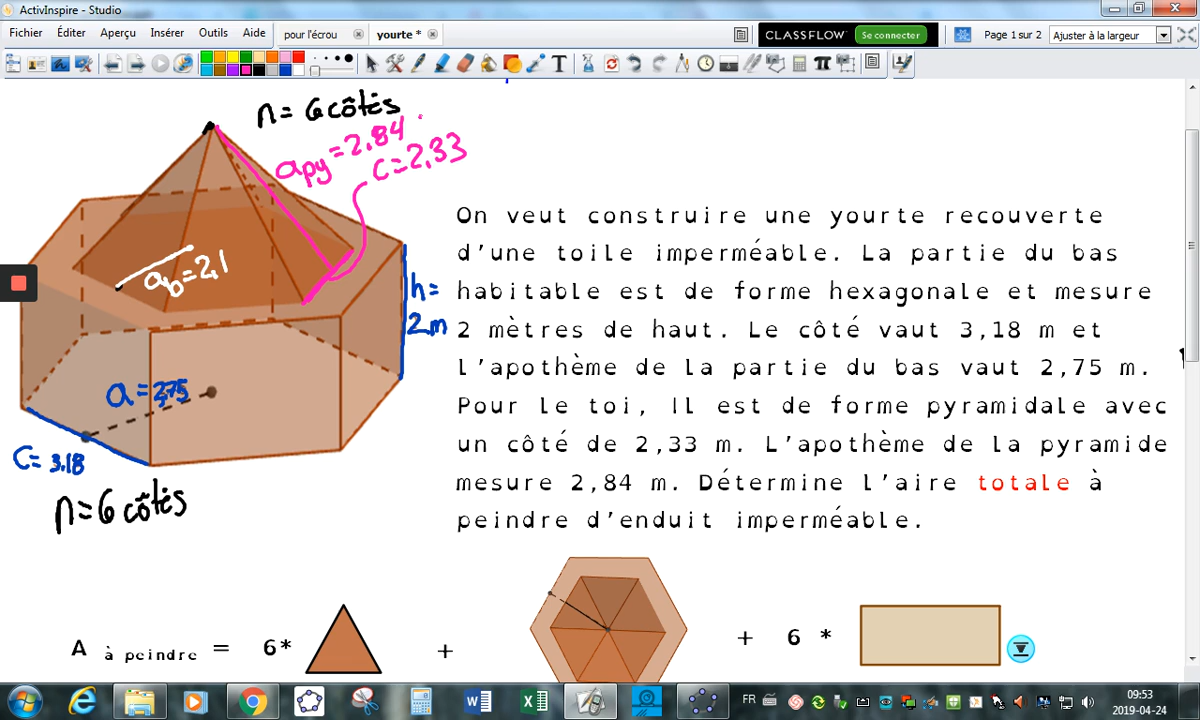 ActivInspire - Studio
Fichier Éditer Aperçu Insérer Outils Aide pour l'écrou yourte * CLASSFLOW Se connecter Page 1 sur 2 Ajuster à la largeur
n = 6 côtés
apy = 2.84
c = 2.33
ab = 2,1
h =
2m
a = 2,75
C = 3.18
n = 6 côtés
On veut construire une yourte recouverte
d'une toile imperméable. La partie du bas
habitable est de forme hexagonale et mesure
2 mètres de haut. Le côté vaut 3,18 m et
l'apothème de la partie du bas vaut 2,75 m.
Pour le toi, Il est de forme pyramidale avec
un côté de 2,33 m. L'apothème de la pyramide
mesure 2,84 m. Détermine l'aire totale à
peindre d'enduit imperméable.
A à peindre = 6* + + 6 *
FR
09:53
2019-04-24